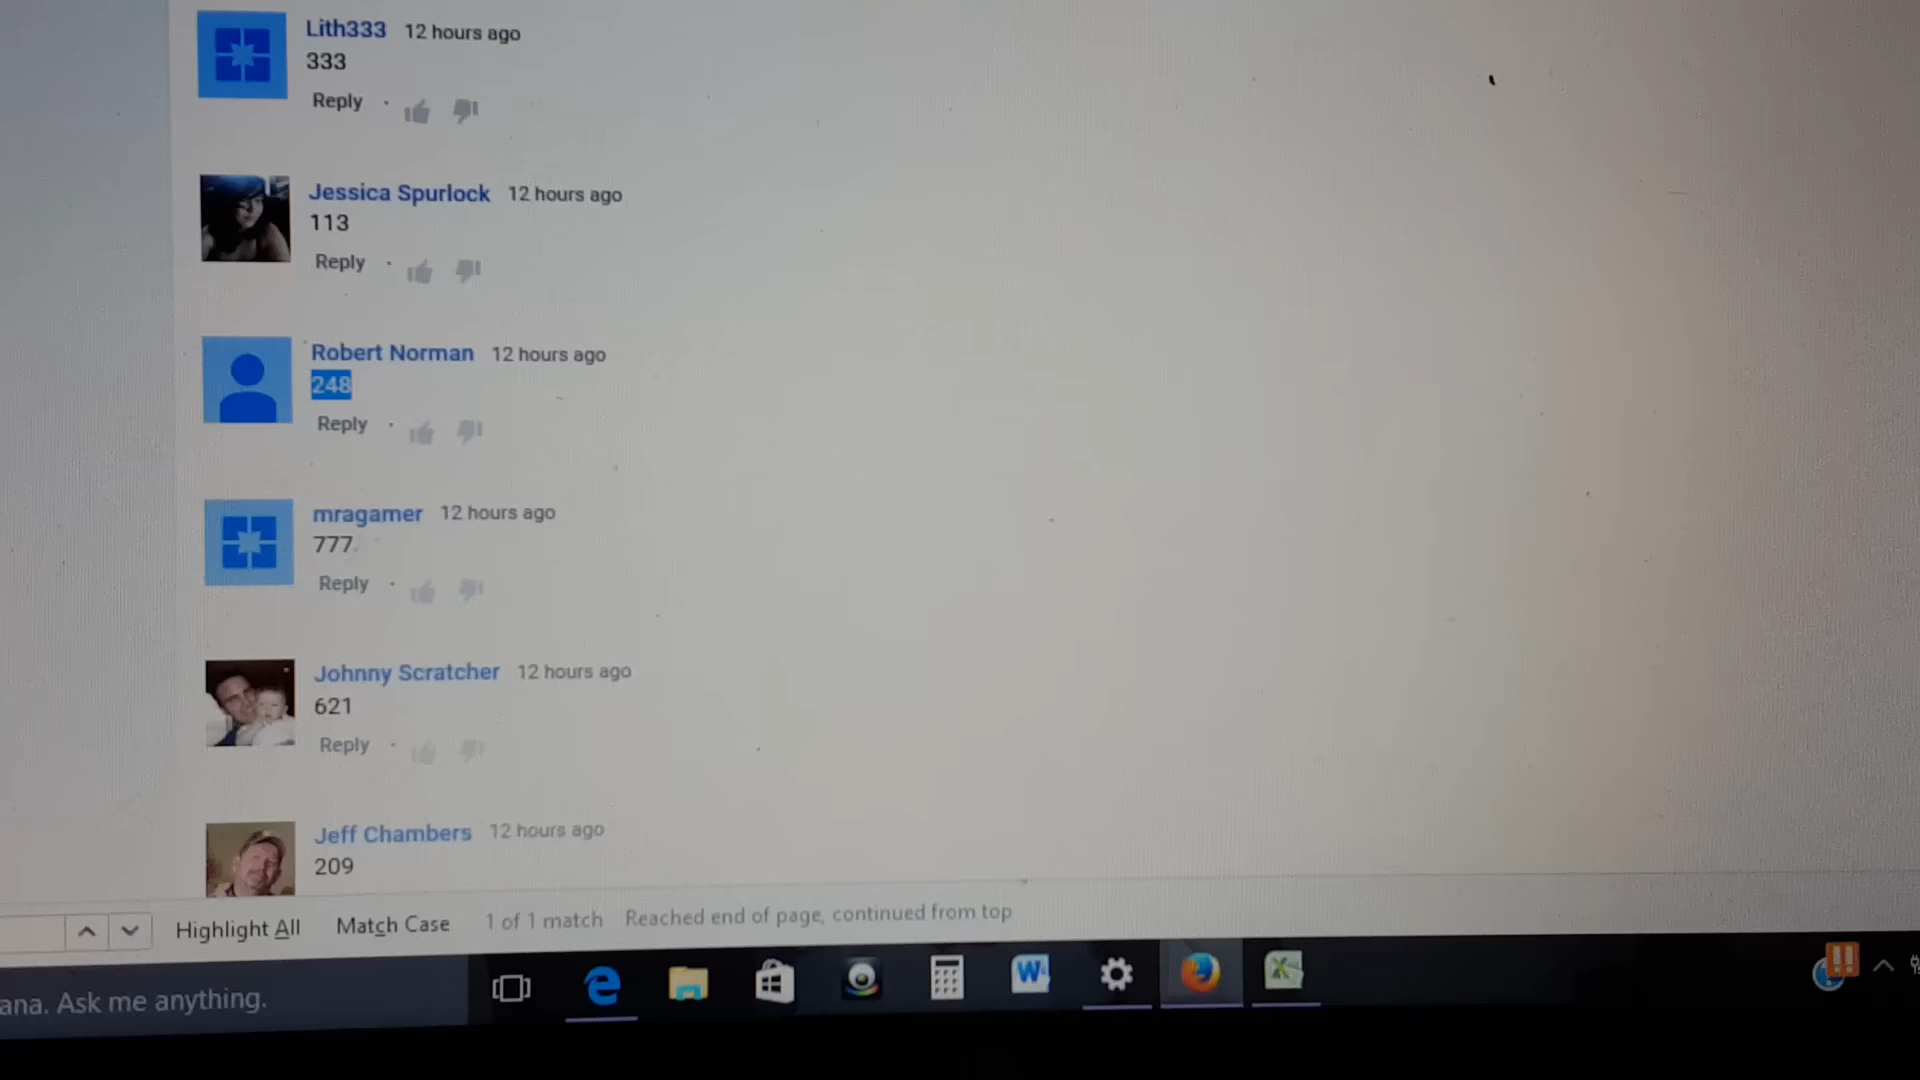 Lith333 12 hours ago
333
Reply
Jessica Spurlock 12 hours ago
113
Reply
Robert Norman 12 hours ago
248
Reply
mragamer 12 hours ago
777
Reply
Johnny Scratcher 12 hours ago
621
Reply
Jeff Chambers 12 hours ago
209
Highlight All Match Case 1 of 1 match Reached end of page, continued from top
ana. Ask me anything.